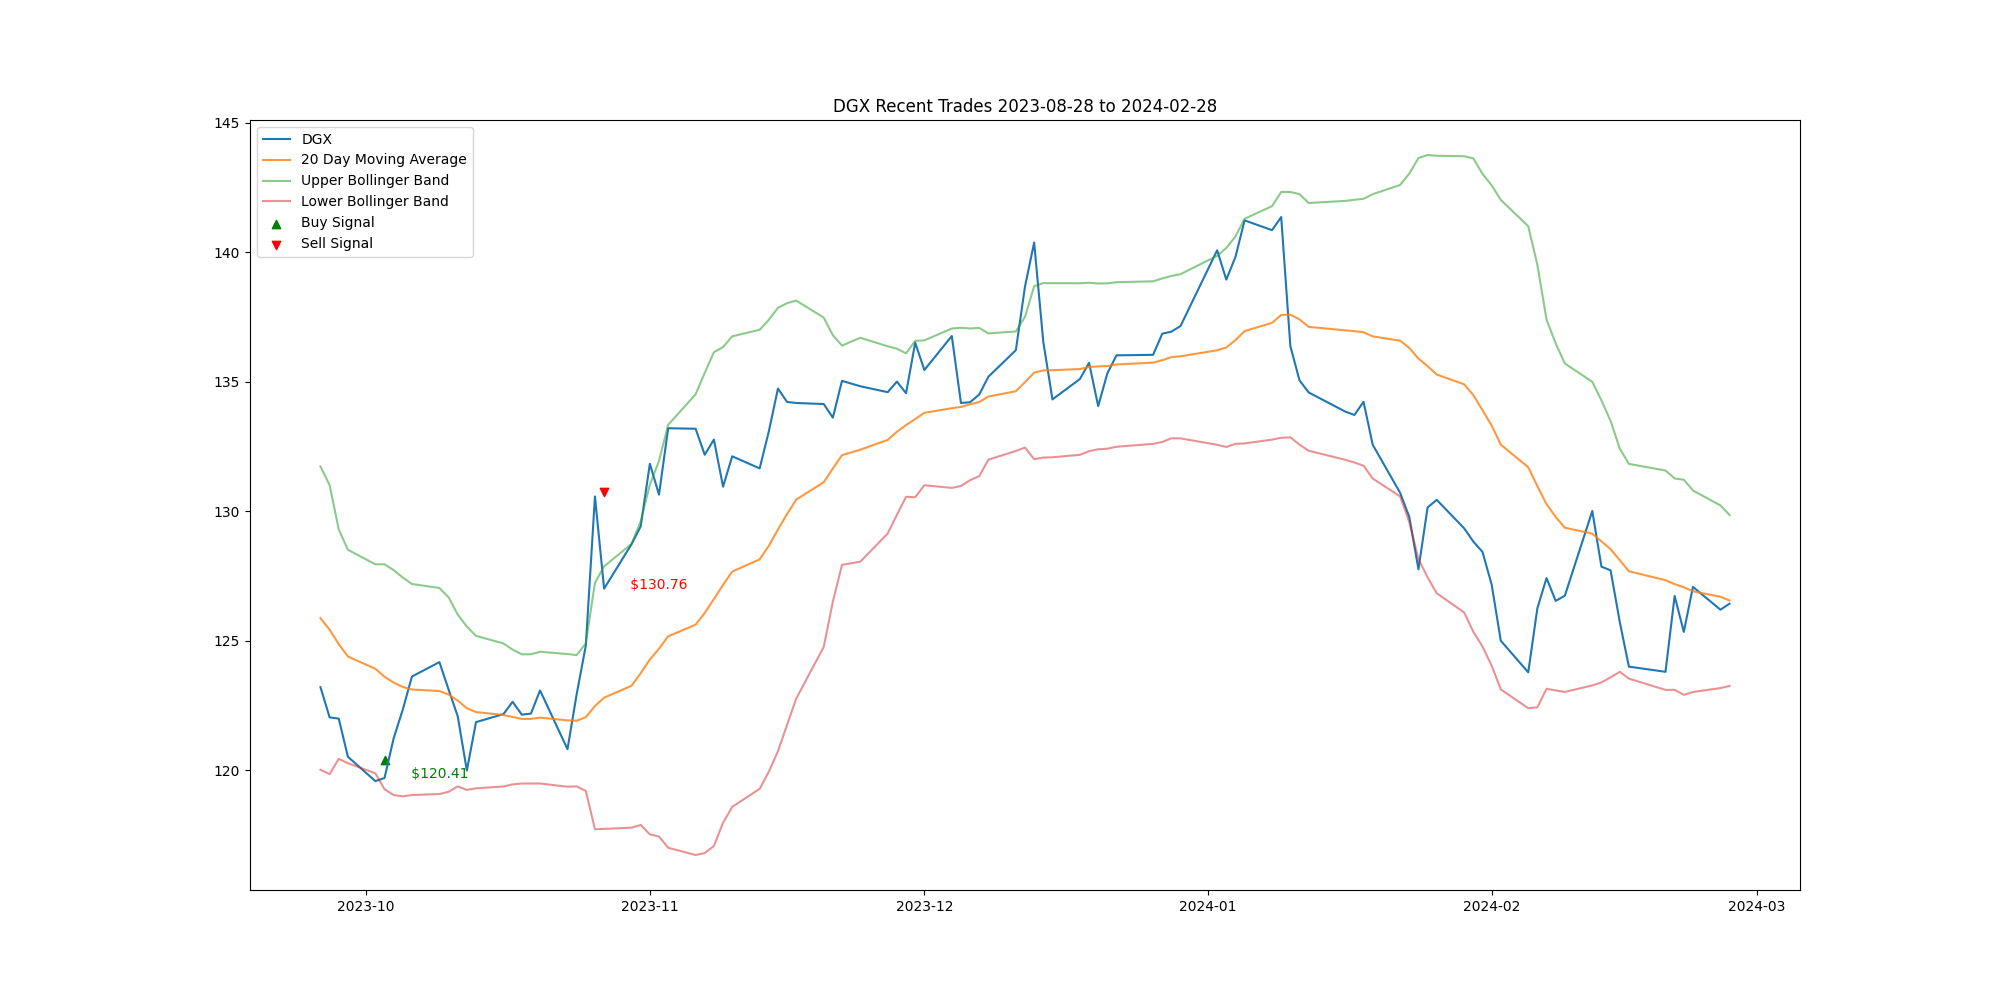 DGX Recent Trades 2023-08-28 to 2024-02-28
145
140
135
130
125
120
DGX
20 Day Moving Average
Upper Bollinger Band
Lower Bollinger Band
Buy Signal
Sell Signal
$130.76
$120.41
2023-10
2023-11
2023-12
2024-01
2024-02
2024-03